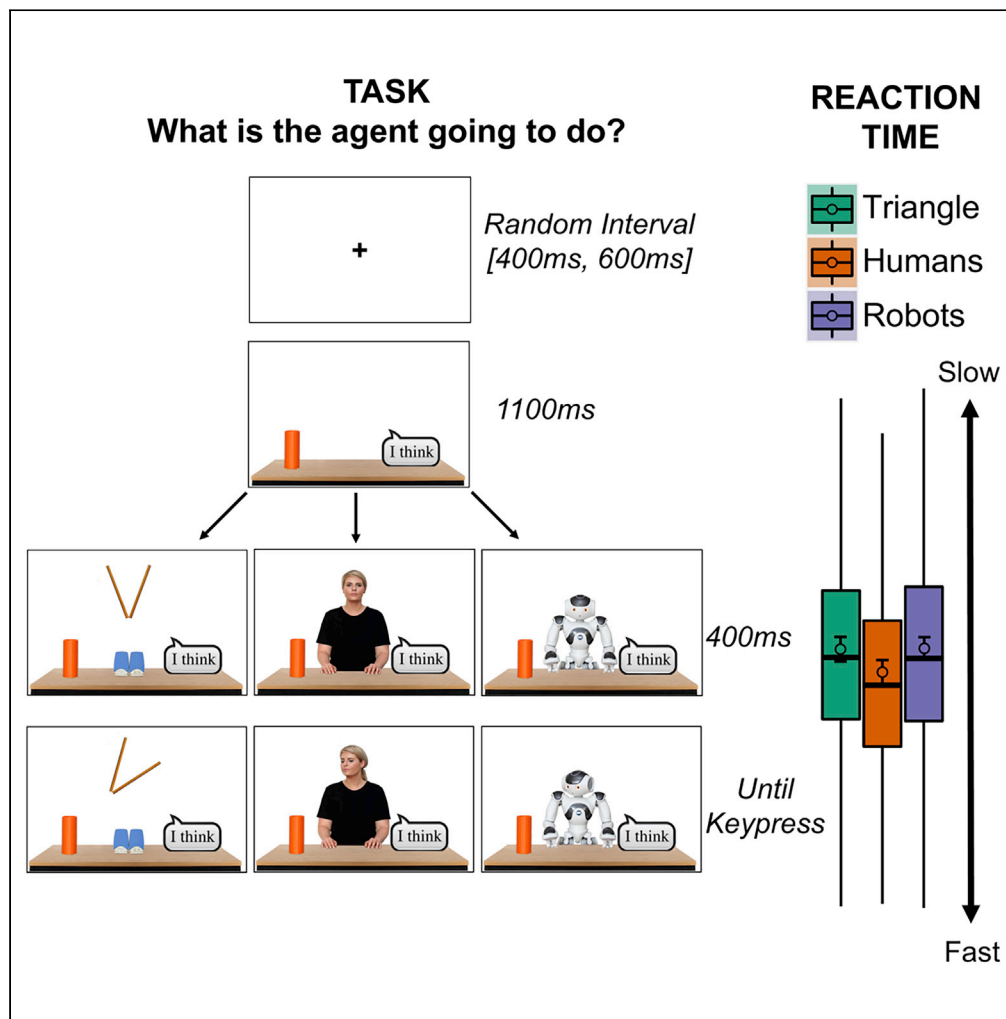 TASK
What is the agent going to do?
+
Random Interval
[400ms, 600ms]
I think
1100ms
I think
I think
I think
400ms
I think
I think
I think
Until
Keypress
REACTION
TIME
Triangle
Humans
Robots
Slow
Fast